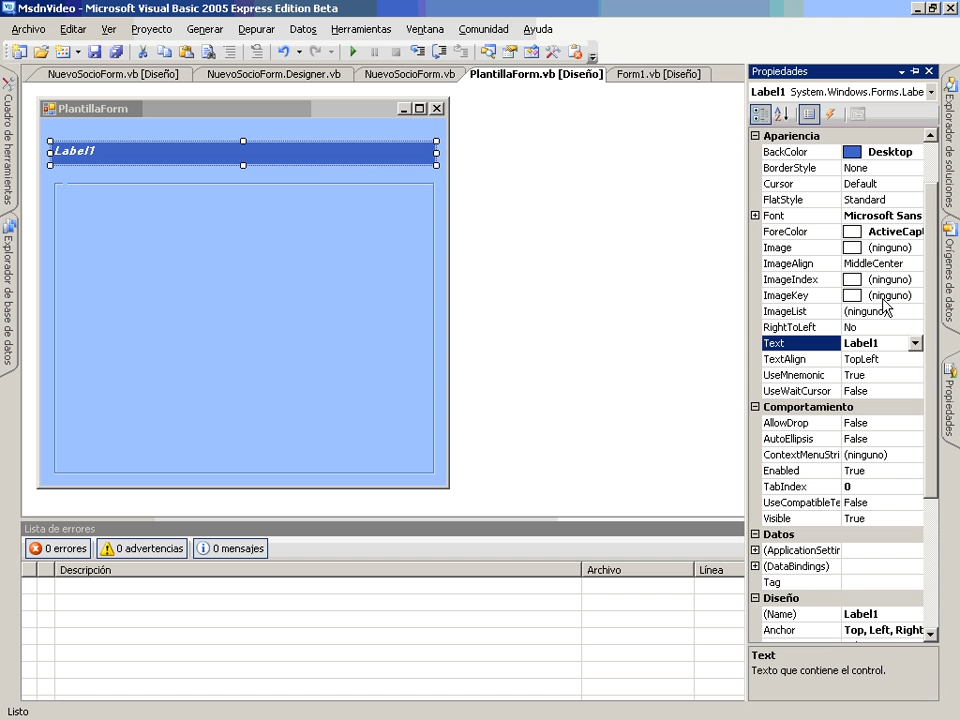 MsdnVideo - Microsoft Visual Basic 2005 Express Edition Beta
Archivo Editar Ver Proyecto Generar Depurar Datos Herramientas Ventana Comunidad Ayuda
NuevoSocioForm.vb [Diseño] NuevoSocioForm.Designer.vb NuevoSocioForm.vb PlantillaForm.vb [Diseño] Form1.vb [Diseño]
Cuadro de herramientas
Explorador de base de datos
PlantillaForm
Label1
Propiedades
Label1 System.Windows.Forms.Labe
Apariencia
BackColor Desktop
BorderStyle None
Cursor Default
FlatStyle Standard
Font Microsoft Sans
ForeColor ActiveCapt
Image (ninguno)
ImageAlign MiddleCenter
ImageIndex (ninguno)
ImageKey (ninguno)
ImageList (ninguno)
RightToLeft No
Text Label1
TextAlign TopLeft
UseMnemonic True
UseWaitCursor False
Comportamiento
AllowDrop False
AutoEllipsis False
ContextMenuStri (ninguno)
Enabled True
TabIndex 0
UseCompatibleTe False
Visible True
Datos
(ApplicationSettin
(DataBindings)
Tag
Diseño
(Name) Label1
Anchor Top, Left, Right
Text
Texto que contiene el control.
Explorador de soluciones
Orígenes de datos
Propiedades
Lista de errores
0 errores 0 advertencias 0 mensajes
Descripción Archivo Línea
Listo